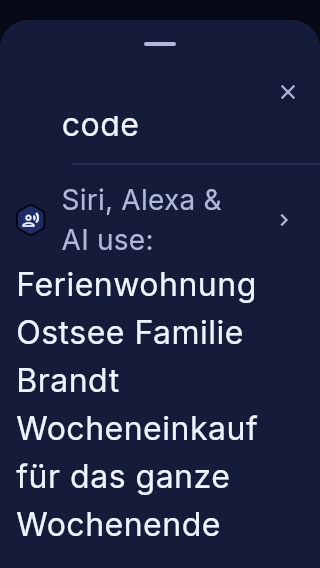 code
Siri, Alexa &
AI use:
Ferienwohnung
Ostsee Familie
Brandt
Wocheneinkauf
für das ganze
Wochenende